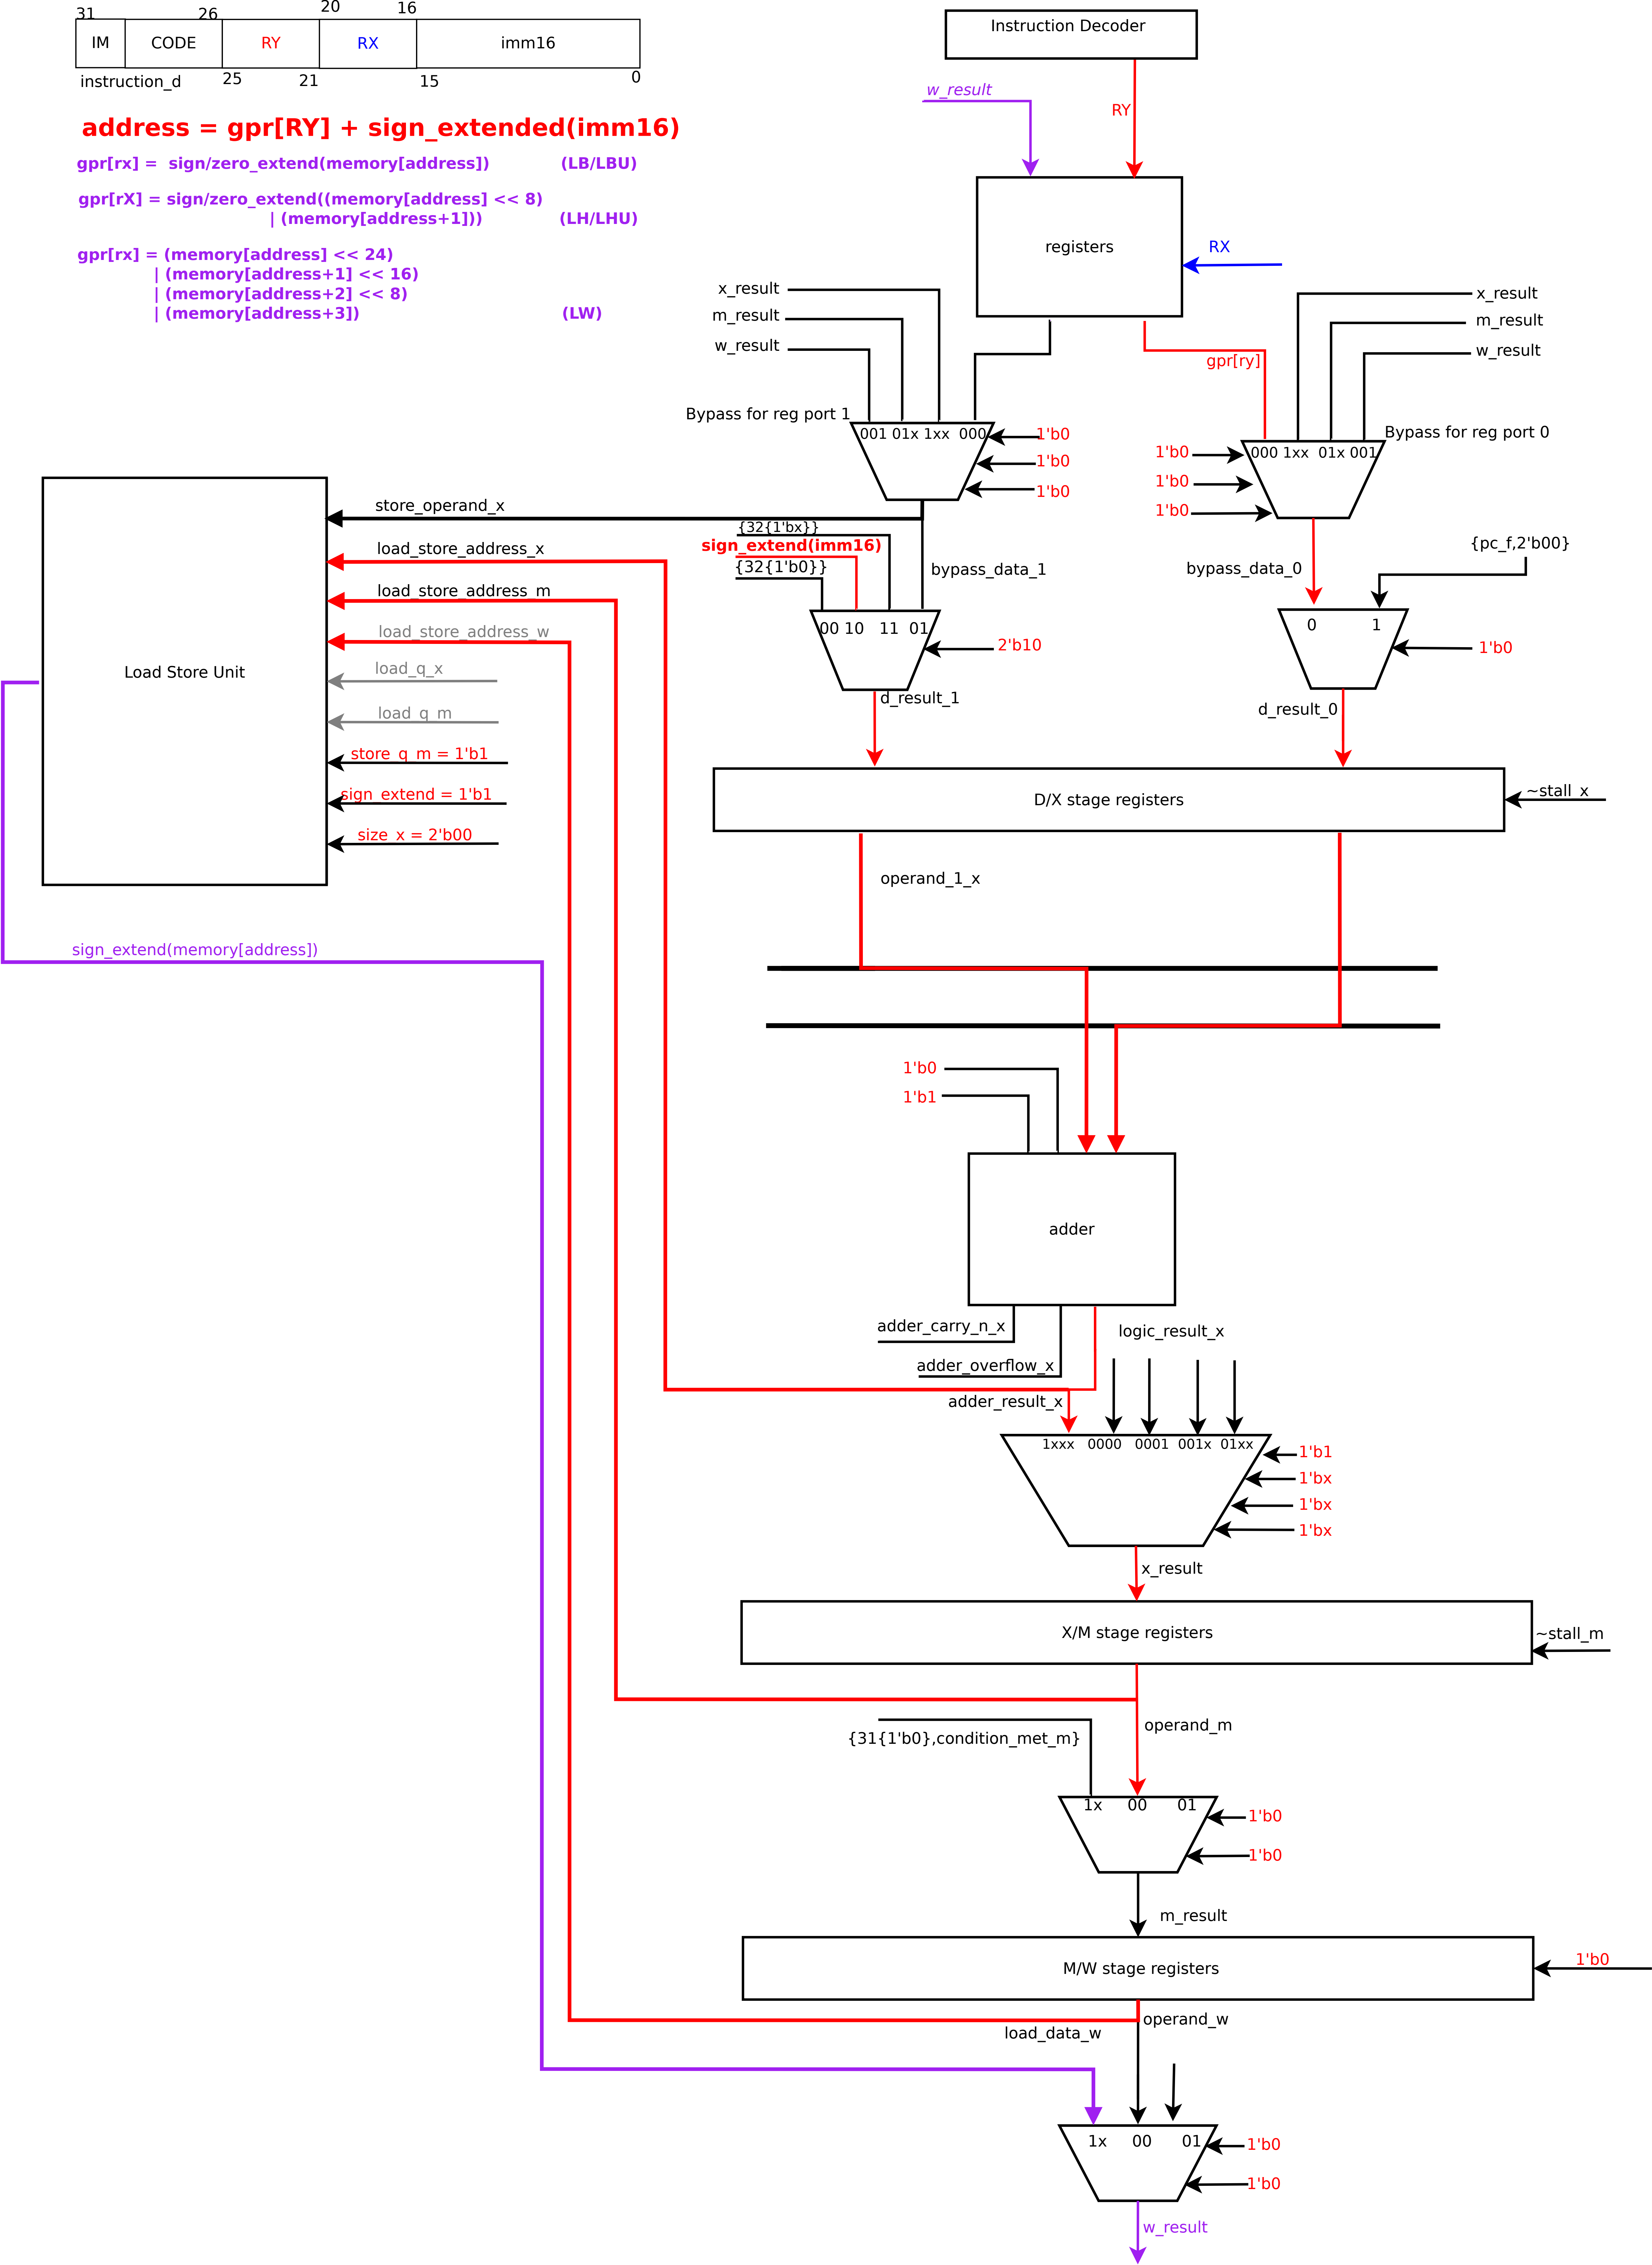 31
26
20
16
IM
CODE
RY
RX
imm16
instruction_d
25
21
15
0
address = gpr[RY] + sign_extended(imm16)
gpr[rx] =  sign/zero_extend(memory[address])    (LB/LBU)
gpr[rX] = sign/zero_extend((memory[address] << 8)
| (memory[address+1]))    (LH/LHU)
gpr[rx] = (memory[address] << 24)
| (memory[address+1] << 16)
| (memory[address+2] << 8)
| (memory[address+3])    (LW)
Instruction Decoder
w_result
RY
registers
RX
x_result
m_result
w_result
gpr[ry]
x_result
m_result
w_result
Bypass for reg port 1
001 01x 1xx 000
1'b0
1'b0
1'b0
Bypass for reg port 0
000 1xx 01x 001
1'b0
1'b0
1'b0
store_operand_x
load_store_address_x
load_store_address_m
load_store_address_w
load_q_x
load_q_m
store_q_m = 1'b1
sign_extend = 1'b1
size_x = 2'b00
Load Store Unit
{32{1'bx}}
sign_extend(imm16)
{32{1'b0}}
bypass_data_1
00 10 11 01
2'b10
d_result_1
bypass_data_0
{pc_f,2'b00}
0 1
1'b0
d_result_0
D/X stage registers
~stall_x
operand_1_x
sign_extend(memory[address])
1'b0
1'b1
adder
adder_carry_n_x
adder_overflow_x
adder_result_x
logic_result_x
1xxx 0000 0001 001x 01xx
1'b1
1'bx
1'bx
1'bx
x_result
X/M stage registers
~stall_m
operand_m
{31{1'b0},condition_met_m}
1x 00 01
1'b0
1'b0
m_result
M/W stage registers
1'b0
operand_w
load_data_w
1x 00 01
1'b0
1'b0
w_result